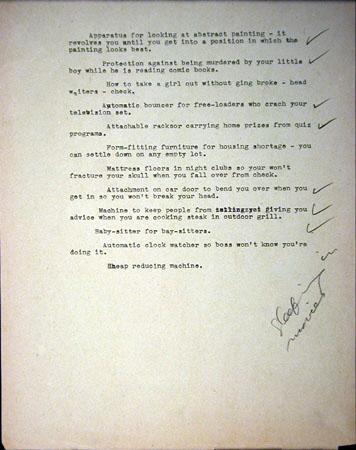 Apparatus for looking at abstract painting - it
revolves you until you get into a position in which the
painting looks best.
Protection against being murdered by your little
boy while he is reading comic books.
How to take a girl out without ging broke - head
waiters - check.
Automatic bouncer for free-loaders who crash your
television set.
Attachable racknor carrying home prizes from quiz
programs.
Form-fitting furniture for housing shortage - you
can settle down on any empty lot.
Mattress floers in night clubs so your won't
fracture your skull when you fall over from check.
Attachment on car door to bend you over when you
get in so you won't break your head.
Machine to keep people from giving you
advice when you are cooking steak in outdoor grill.
Baby-sitter for bay-sitters.
Automatic clock watcher so boss won't know you're
doing it.
Sheap reducing machine.
sleep in
movies